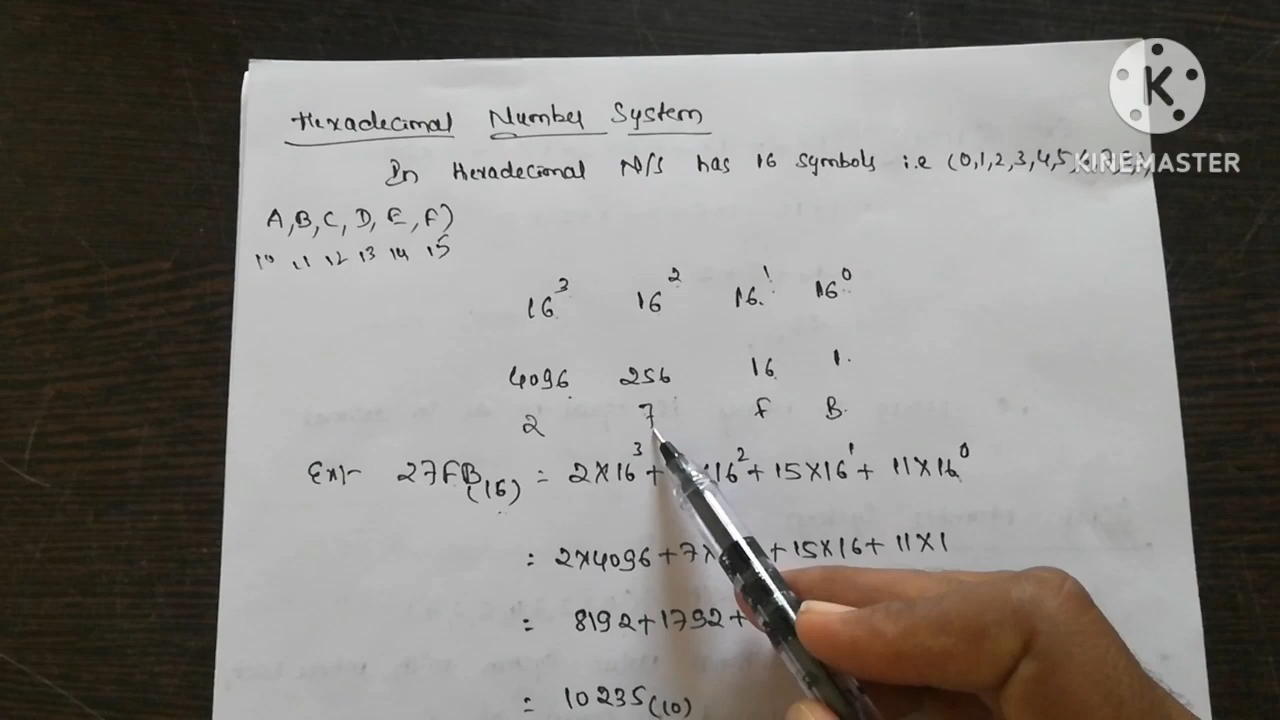 KINEMASTER
Hexadecimal Number System
In Hexadecimal N/S has 16 symbols i.e (0,1,2,3,4,5,
A,B,C,D,E,F)
10 11 12 13 14 15
16³ 16² 16¹ 16⁰
4096 256 16 1
2 7 F B
Ex:- 27FB(16) = 2×16³+ 16²+ 15×16¹+ 11×16⁰
= 2×4096+7× +15×16+ 11×1
= 8192+1792+
= 10235(10)